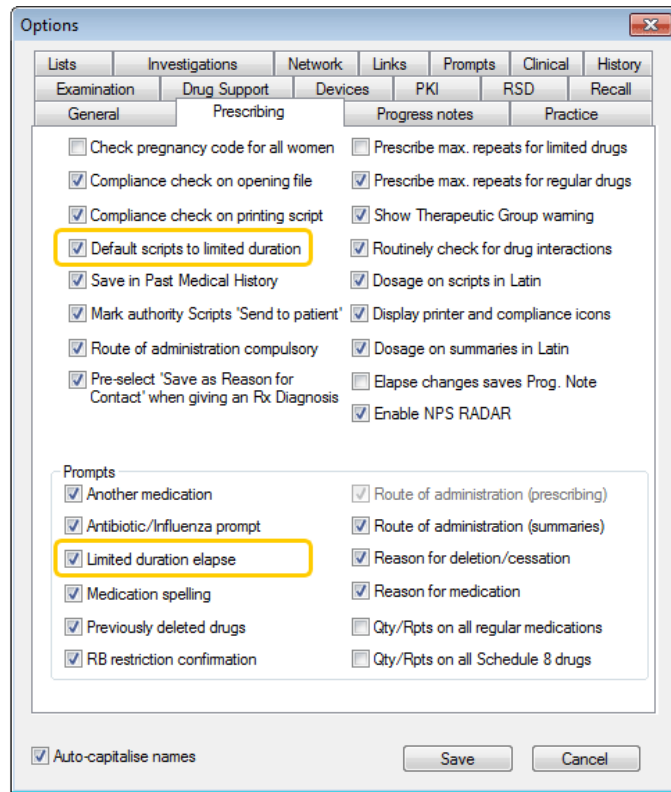 Options
Lists Investigations Network Links Prompts Clinical History
Examination Drug Support Devices PKI RSD Recall
General Prescribing Progress notes Practice
Check pregnancy code for all women
Compliance check on opening file
Compliance check on printing script
Default scripts to limited duration
Save in Past Medical History
Mark authority Scripts 'Send to patient'
Route of administration compulsory
Pre-select 'Save as Reason for
Contact' when giving an Rx Diagnosis
Prescribe max. repeats for limited drugs
Prescribe max. repeats for regular drugs
Show Therapeutic Group warning
Routinely check for drug interactions
Dosage on scripts in Latin
Display printer and compliance icons
Dosage on summaries in Latin
Elapse changes saves Prog. Note
Enable NPS RADAR
Prompts
Another medication
Antibiotic/Influenza prompt
Limited duration elapse
Medication spelling
Previously deleted drugs
RB restriction confirmation
Route of administration (prescribing)
Route of administration (summaries)
Reason for deletion/cessation
Reason for medication
Qty/Rpts on all regular medications
Qty/Rpts on all Schedule 8 drugs
Auto-capitalise names
Save
Cancel